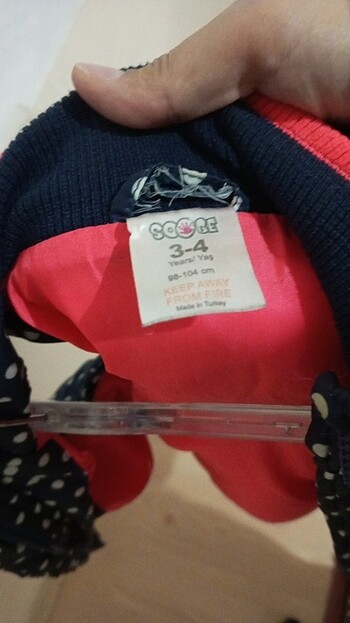 SOOBE
3-4
Years/ Yaş
98-104 cm
KEEP AWAY
FROM FIRE
Made in Turkey